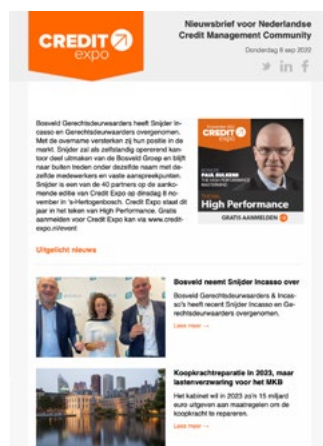 CREDIT
expo
Nieuwsbrief voor Nederlandse
Credit Management Community
Donderdag 8 sep 2022
Bosveld Gerechtsdeurwaarders heeft Snijder In-
casso en Gerechtsdeurwaarders overgenomen.
Met de overname versterken zij hun positie in de
markt. Snijder zal als zelfstandig opererend kan-
toor deel uitmaken van de Bosveld Groep en blijft
naar buiten treden onder dezelfde naam met de-
zelfde medewerkers en vaste aanspreekpunten.
Snijder is een van de 40 partners op de aanko-
mende editie van Credit Expo op dinsdag 8 no-
vember in 's-Hertogenbosch. Credit Expo staat dit
jaar in het teken van High Performance. Gratis
aanmelden voor Credit Expo kan via www.credit-
expo.nl/event
CREDIT
expo
PAUL RULKENS
THE HIGH PERFORMANCE
MASTERMIND
High Performance
GRATIS AANMELDEN
Uitgelicht nieuws
Bosveld neemt Snijder Incasso over
Bosveld Gerechtsdeurwaarders & Incas-
so's heeft recent Snijder Incasso en Ge-
rechtsdeurwaarders overgenomen.
Lees meer →
Koopkrachtreparatie in 2023, maar
lastenverzwaring voor het MKB
Het kabinet wil in 2023 zo'n 15 miljard
euro uitgeven aan maatregelen om de
koopkracht te repareren.
Lees meer →